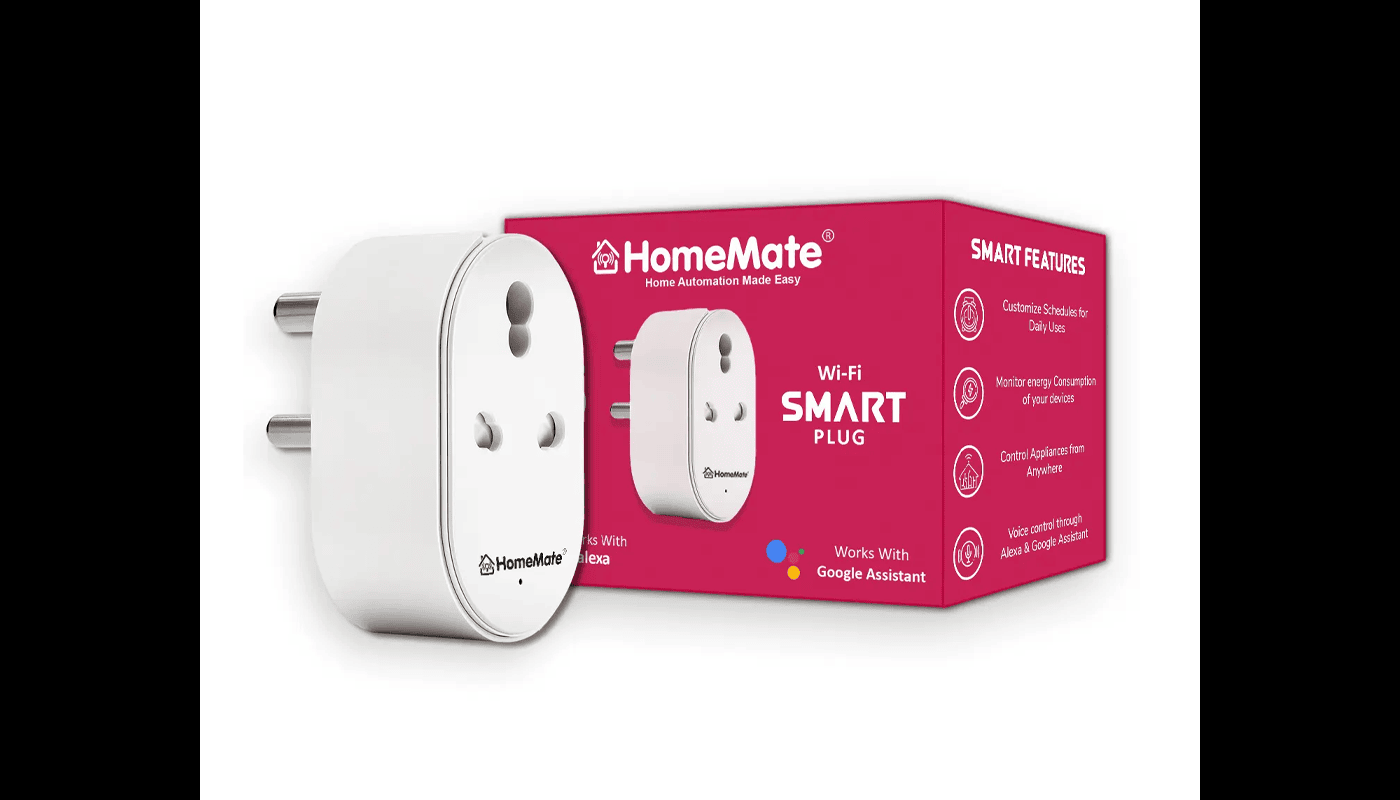 HomeMate®
Home Automation Made Easy
Wi-Fi
SMART
PLUG
HomeMate
With
alexa
Works With
Google Assistant
SMART FEATURES
Customize Schedules for
Daily Uses
Monitor energy Consumption
of your devices
Control Appliances from
Anywhere
Voice control through
Alexa & Google Assistant
HomeMate®